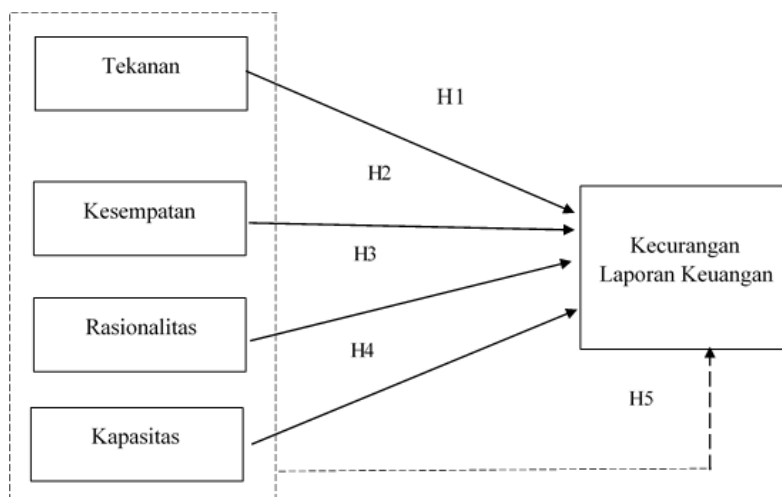 Tekanan
H1
H2
Kesempatan
H3
Kecurangan
Laporan Keuangan
Rasionalitas
H4
H5
Kapasitas